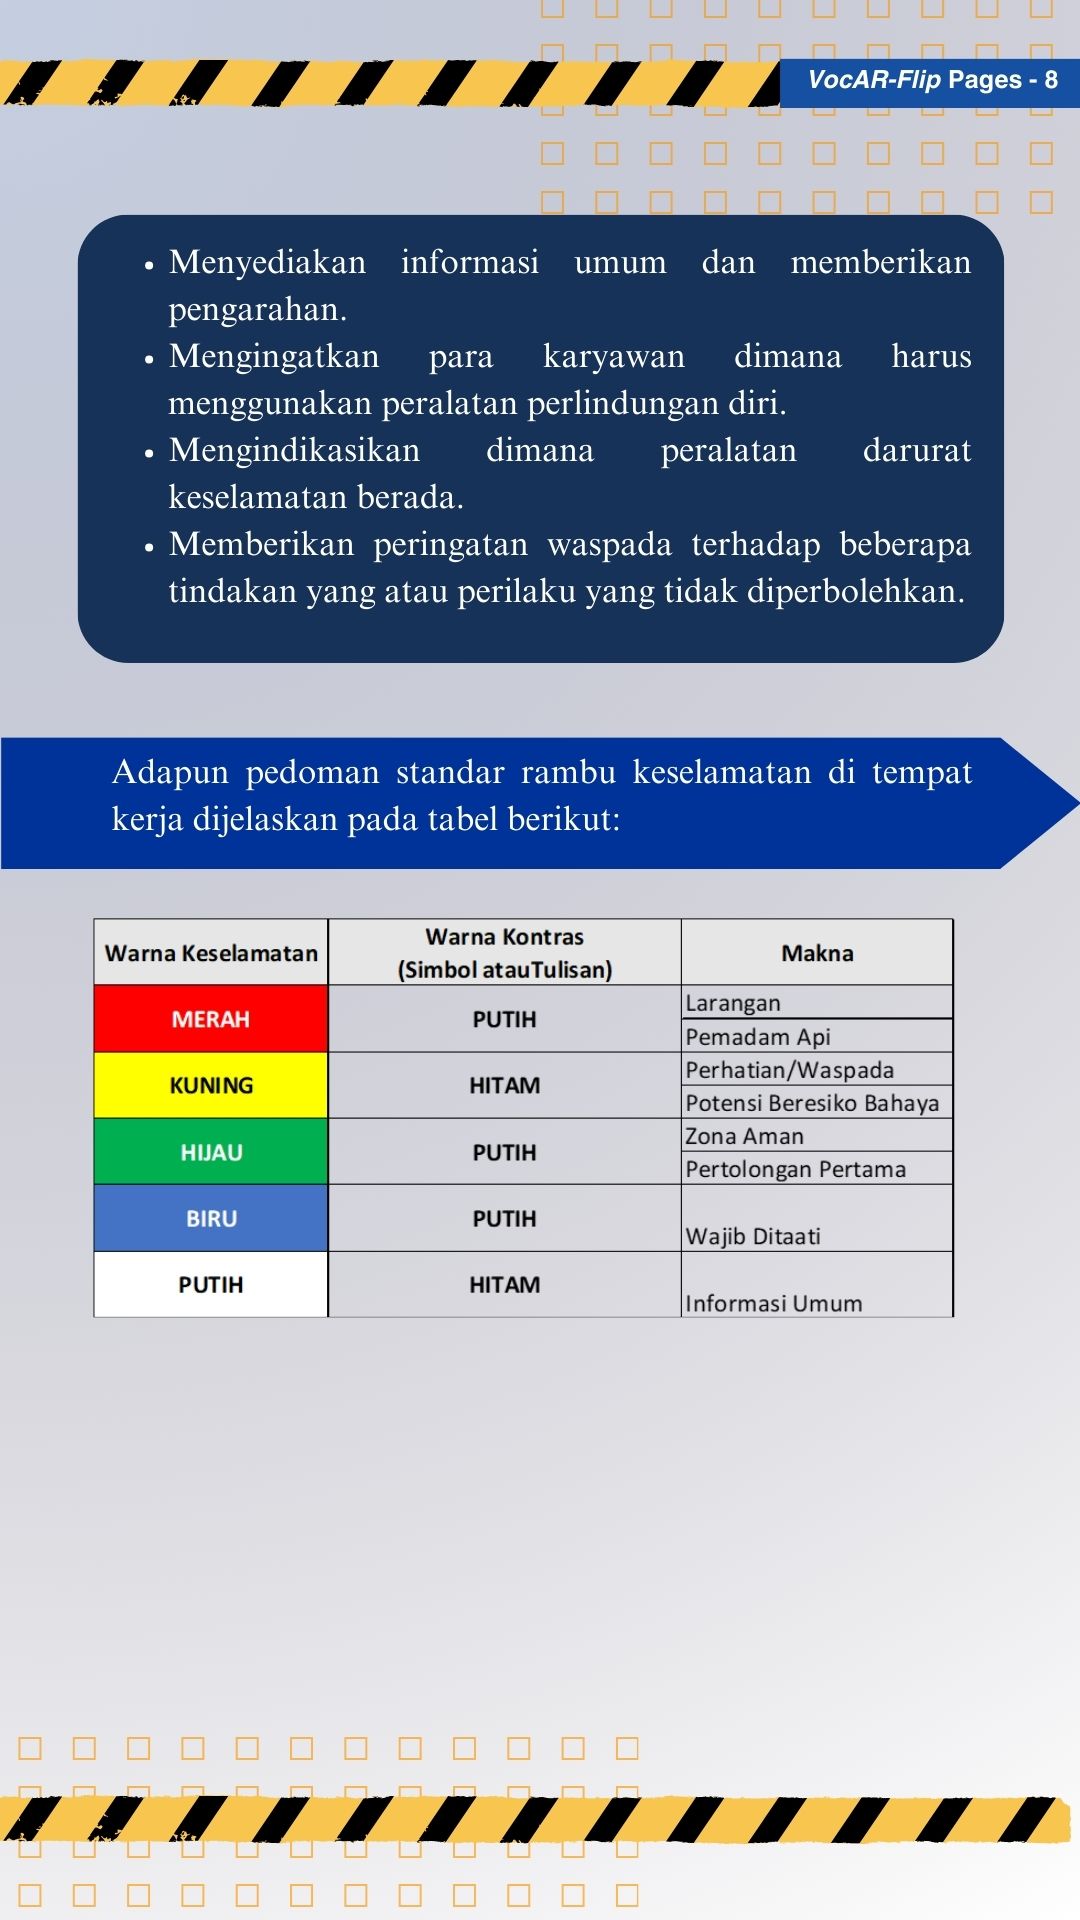 VocAR-Flip Pages - 8
• Menyediakan informasi umum dan memberikan
pengarahan.
• Mengingatkan para karyawan dimana harus
menggunakan peralatan perlindungan diri.
• Mengindikasikan dimana peralatan darurat
keselamatan berada.
• Memberikan peringatan waspada terhadap beberapa
tindakan yang atau perilaku yang tidak diperbolehkan.
Adapun pedoman standar rambu keselamatan di tempat
kerja dijelaskan pada tabel berikut:
Warna Keselamatan
Warna Kontras
(Simbol atauTulisan)
Makna
MERAH
PUTIH
Larangan
Pemadam Api
KUNING
HITAM
Perhatian/Waspada
Potensi Beresiko Bahaya
HIJAU
PUTIH
Zona Aman
Pertolongan Pertama
BIRU
PUTIH
Wajib Ditaati
PUTIH
HITAM
Informasi Umum